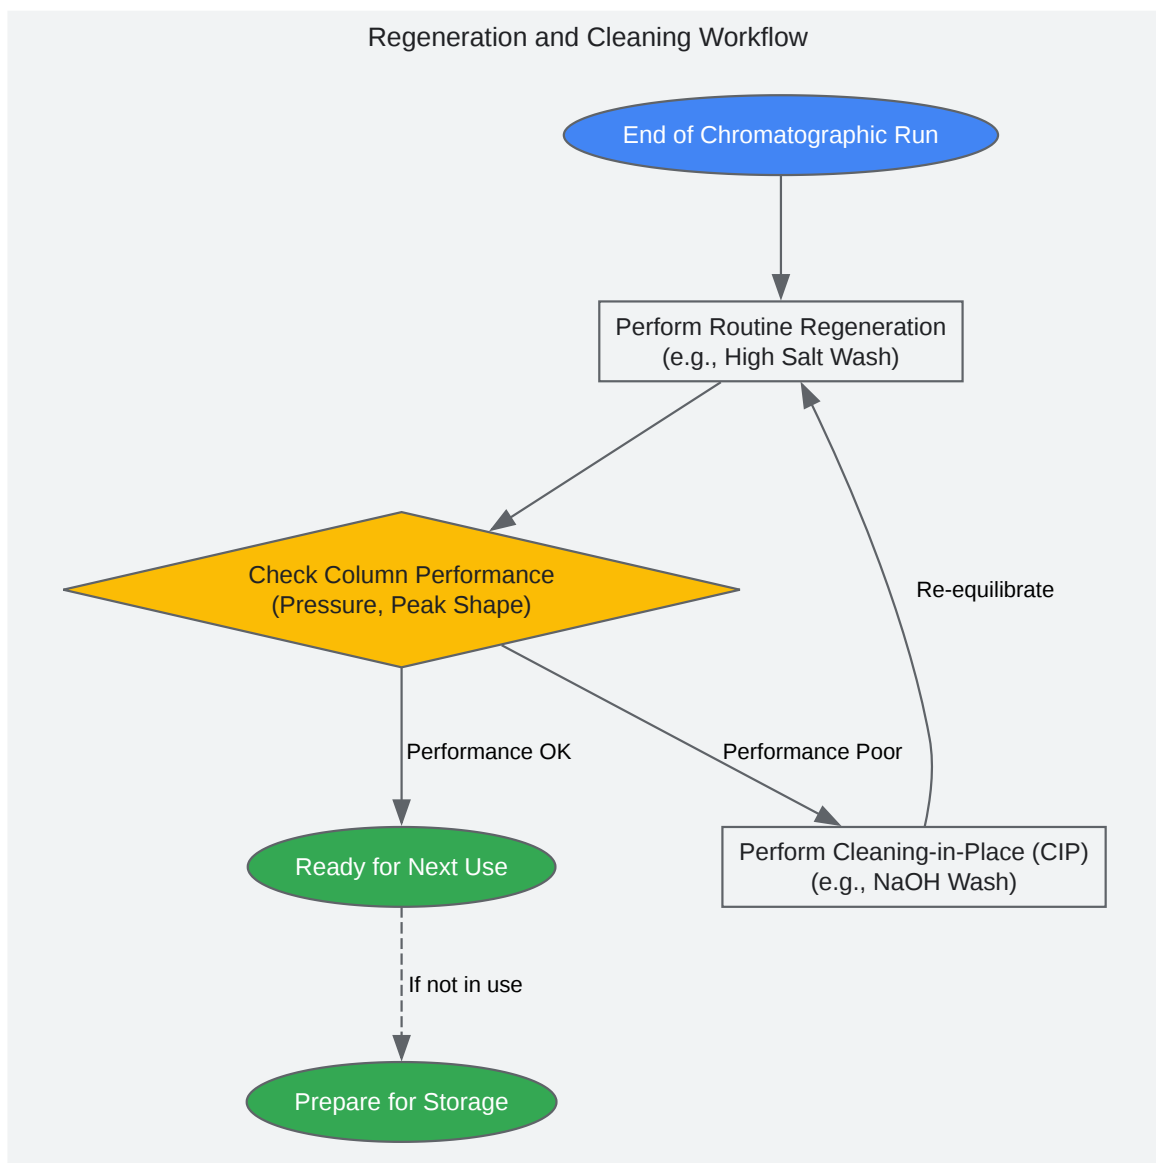 Regeneration and Cleaning Workflow
End of Chromatographic Run
Perform Routine Regeneration
(e.g., High Salt Wash)
Check Column Performance
(Pressure, Peak Shape)
Re-equilibrate
Performance OK
Performance Poor
Ready for Next Use
Perform Cleaning-in-Place (CIP)
(e.g., NaOH Wash)
If not in use
Prepare for Storage